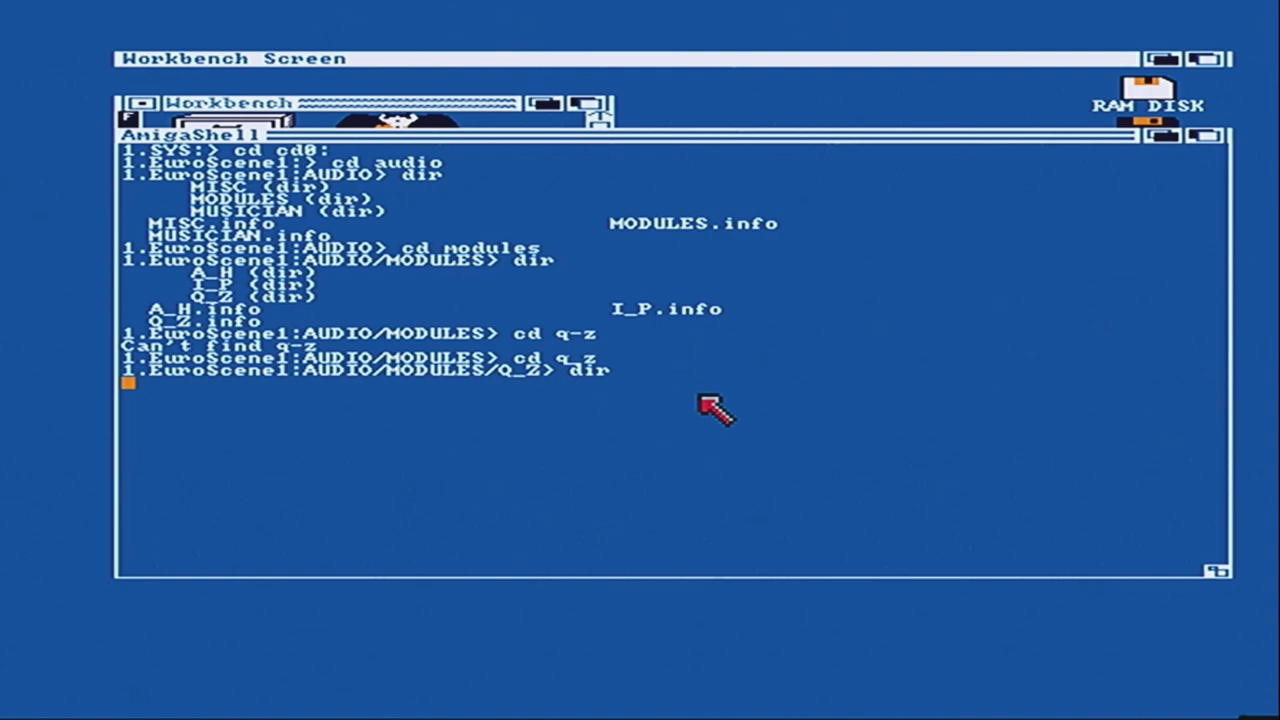 Workbench Screen
Workbench
RAM DISK
AmigaShell
1.SYS:> cd cd0:
1.EuroScene1:> cd audio
1.EuroScene1:AUDIO> dir
MISC (dir)
MODULES (dir)
MUSICIAN (dir)
MISC.info MODULES.info
MUSICIAN.info
1.EuroScene1:AUDIO> cd modules
1.EuroScene1:AUDIO/MODULES> dir
A_H (dir)
I_P (dir)
Q_Z (dir)
A_H.info I_P.info
Q_Z.info
1.EuroScene1:AUDIO/MODULES> cd q-z
Can't find q-z
1.EuroScene1:AUDIO/MODULES> cd q_z
1.EuroScene1:AUDIO/MODULES/Q_Z> dir